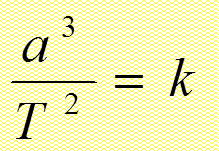 a³/T² = k